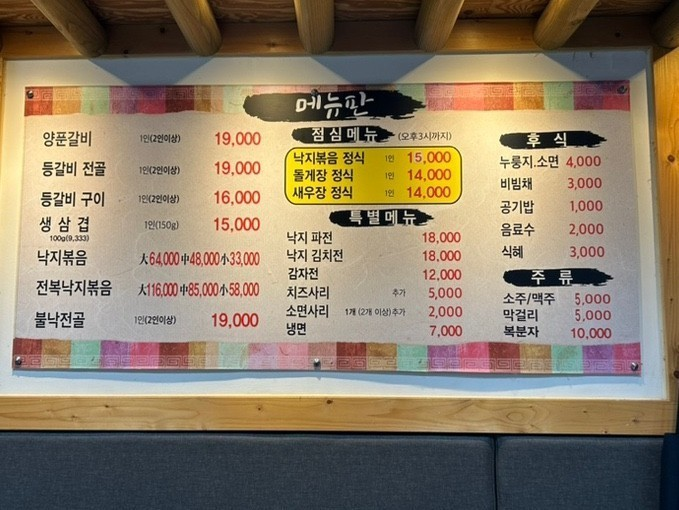 메뉴판
양푼갈비 1인(2인이상) 19,000
등갈비 전골 1인(2인이상) 19,000
등갈비 구이 1인(2인이상) 16,000
생 삼 겹 1인(150g) 15,000
100g(9,333)
낙지볶음 大64,000 中48,000 小33,000
전복낙지볶음 大116,000 中85,000 小58,000
불낙전골 1인(2인이상) 19,000
점심메뉴 (오후3시까지)
낙지볶음 정식 1인 15,000
돌게장 정식 1인 14,000
새우장 정식 1인 14,000
특별메뉴
낙지 파전 18,000
낙지 김치전 18,000
감자전 12,000
치즈사리 추가 5,000
소면사리 1개 (2개 이상)추가 2,000
냉면 7,000
후 식
누룽지.소면 4,000
비빔채 3,000
공기밥 1,000
음료수 2,000
식혜 3,000
주 류
소주/맥주 5,000
막걸리 5,000
복분자 10,000